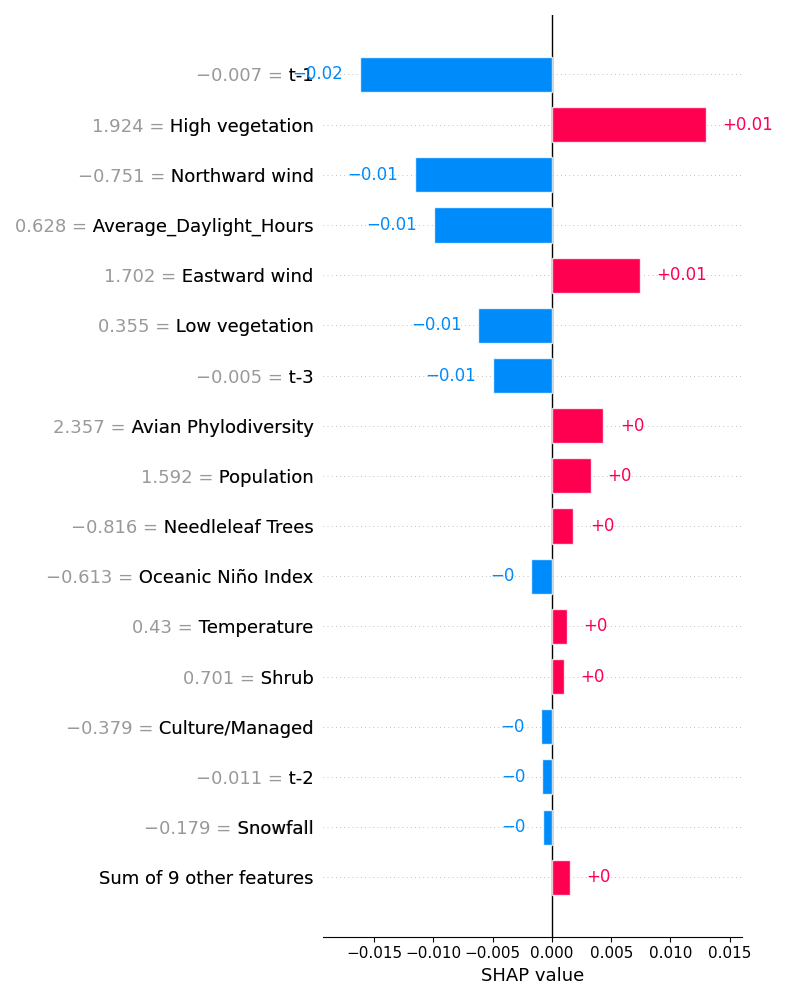 −0.007 = t-1 −0.02
1.924 = High vegetation +0.01
−0.751 = Northward wind −0.01
0.628 = Average_Daylight_Hours −0.01
1.702 = Eastward wind +0.01
0.355 = Low vegetation −0.01
−0.005 = t-3 −0.01
2.357 = Avian Phylodiversity +0
1.592 = Population +0
−0.816 = Needleleaf Trees +0
−0.613 = Oceanic Niño Index −0
0.43 = Temperature +0
0.701 = Shrub +0
−0.379 = Culture/Managed −0
−0.011 = t-2 −0
−0.179 = Snowfall −0
Sum of 9 other features +0
−0.015 −0.010 −0.005 0.000 0.005 0.010 0.015
SHAP value